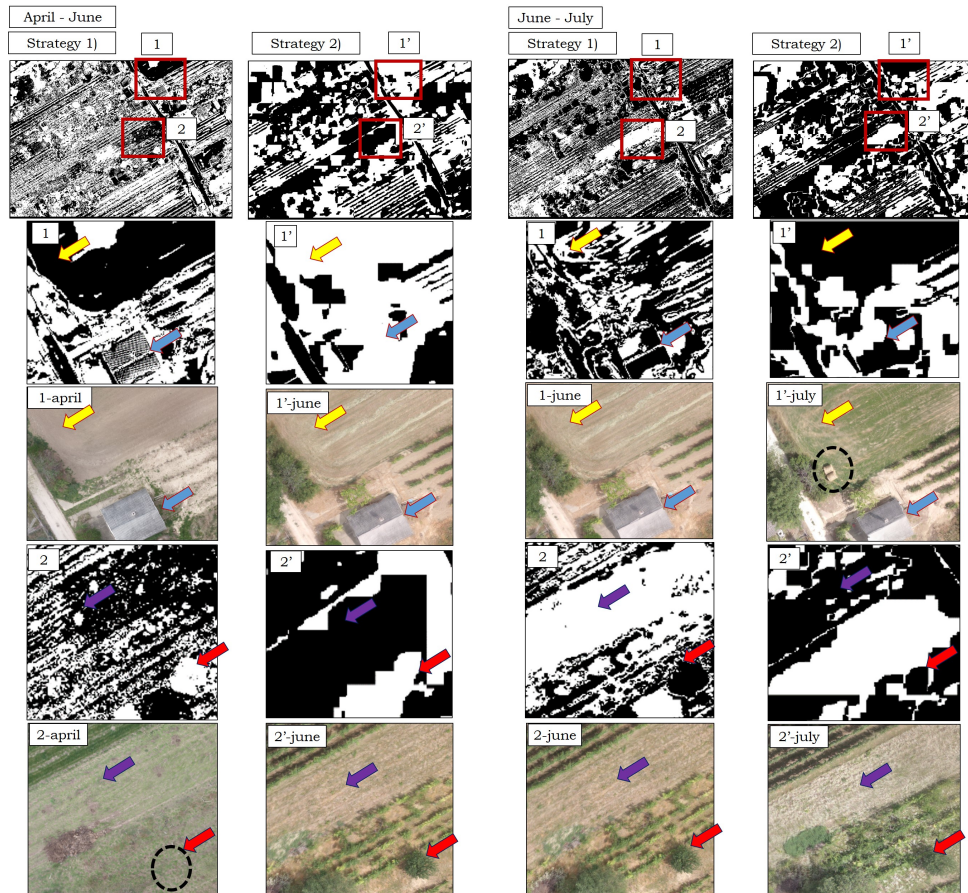 April - June
June - July
Strategy 1)
1
Strategy 2)
1'
Strategy 1)
1
Strategy 2)
1'
2
2'
2
2'
1
1'
1
1'
1-april
1'-june
1-june
1'-july
2
2'
2
2'
2-april
2'-june
2-june
2'-july